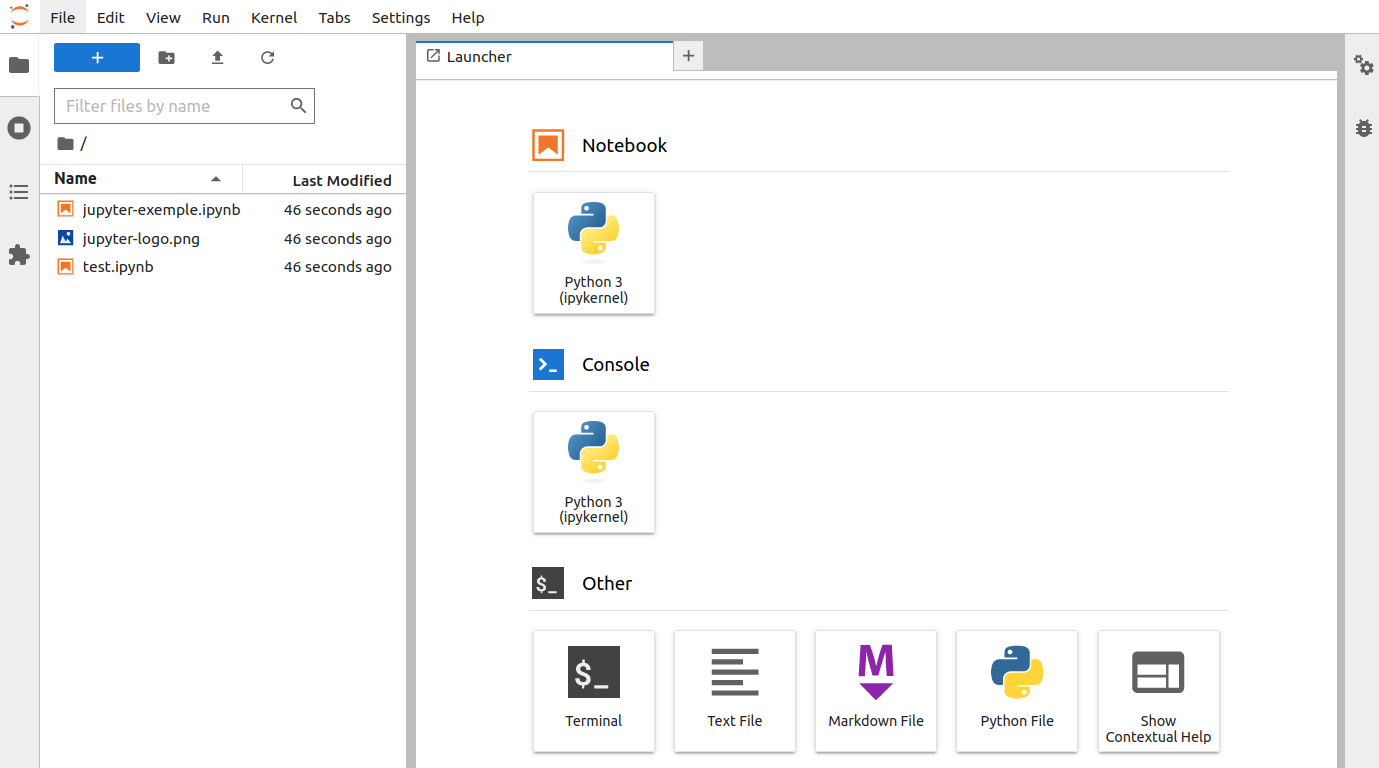 File Edit View Run Kernel Tabs Settings Help
Launcher
Filter files by name
/
Name Last Modified
jupyter-exemple.ipynb 46 seconds ago
jupyter-logo.png 46 seconds ago
test.ipynb 46 seconds ago
Notebook
Python 3
(ipykernel)
Console
Python 3
(ipykernel)
$_ Other
$_
Terminal
Text File
M
Markdown File
Python File
Show
Contextual Help